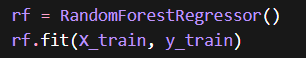 rf = RandomForestRegressor()
rf.fit(X_train, y_train)